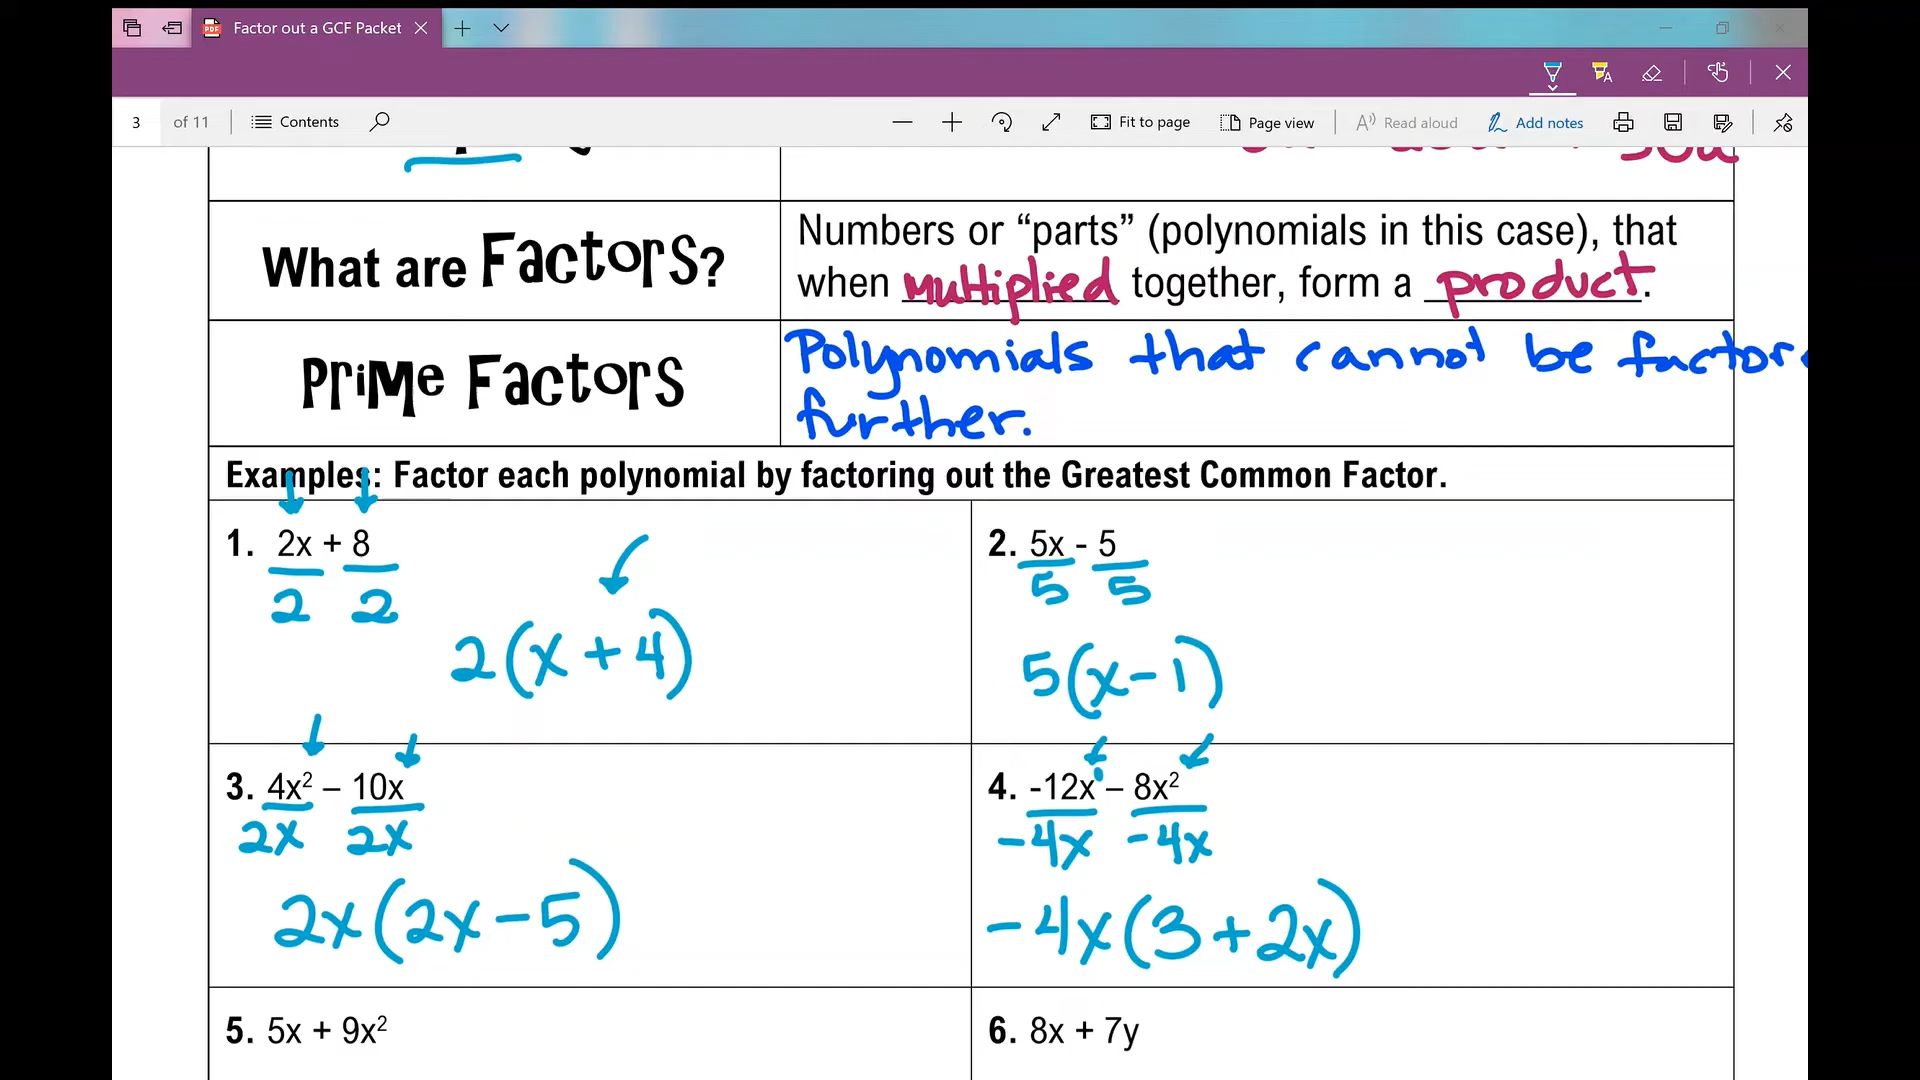 Factor out a GCF Packet
3 of 11 Contents Fit to page Page view Read aloud Add notes
What are Factors?
Numbers or “parts” (polynomials in this case), that
when multiplied together, form a product.
Prime Factors
Polynomials that cannot be factor
further.
Examples: Factor each polynomial by factoring out the Greatest Common Factor.
1. 2x + 8
2 2
2(x + 4)
2. 5x - 5
5 5
5(x - 1)
3. 4x² – 10x
2x 2x
2x(2x - 5)
4. -12x – 8x²
-4x -4x
-4x(3 + 2x)
5. 5x + 9x²
6. 8x + 7y